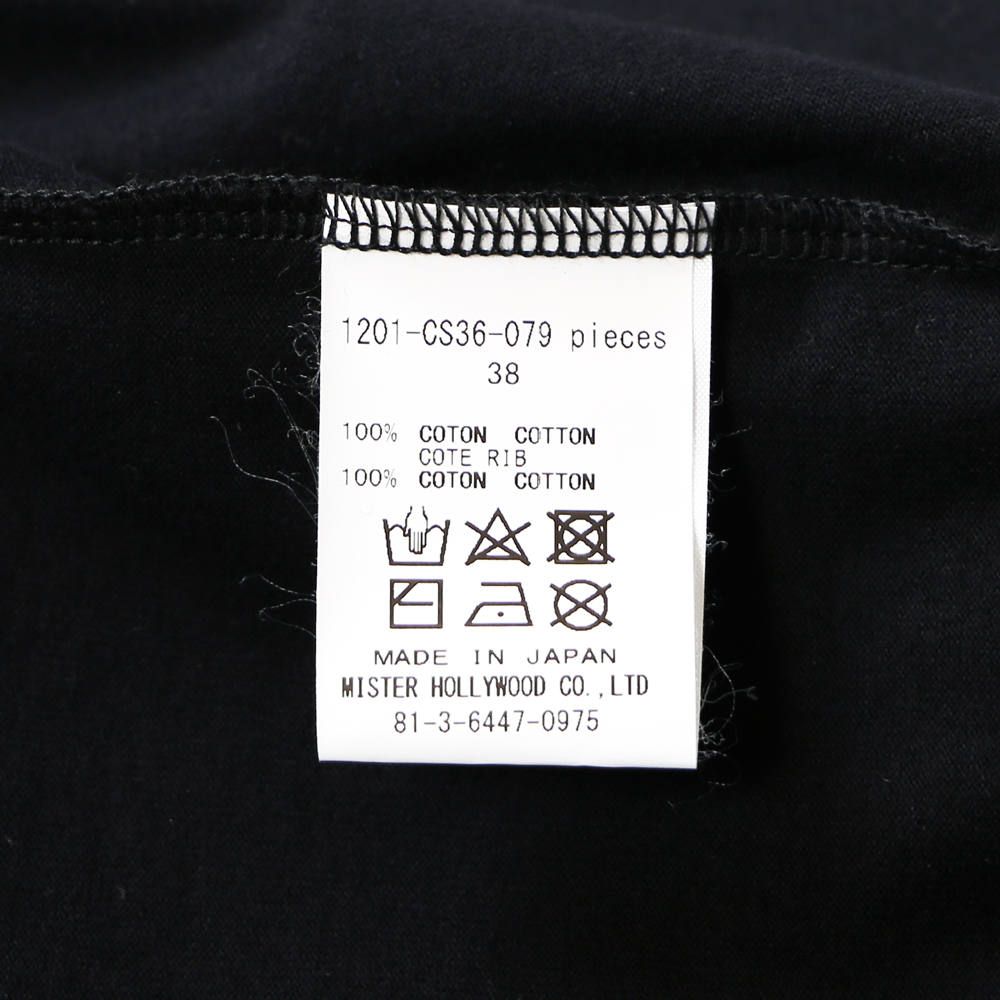 1201-CS36-079 pieces
38
100% COTON COTTON
COTE RIB
100% COTON COTTON
MADE IN JAPAN
MISTER HOLLYWOOD CO.,LTD
81-3-6447-0975